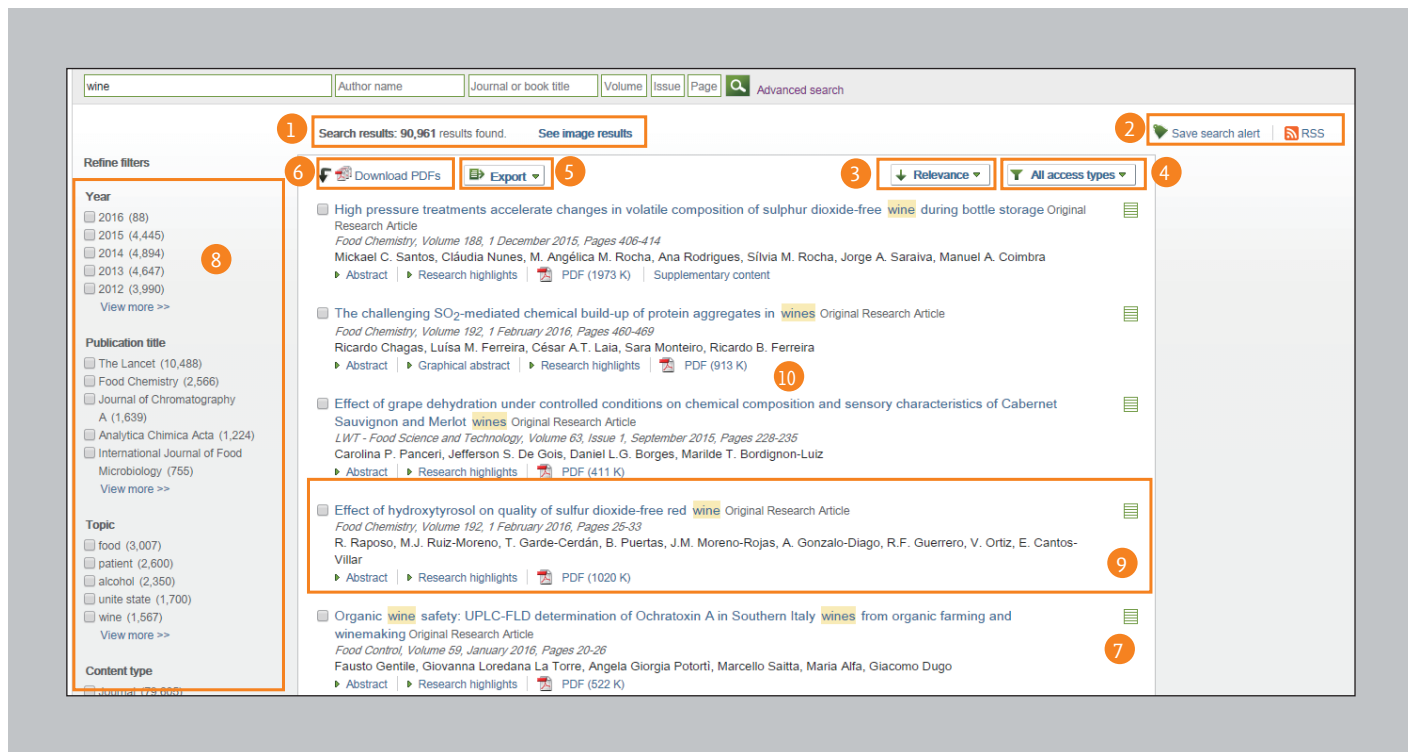 wine Author name Journal or book title Volume Issue Page Advanced search
1 Search results: 90,961 results found. See image results 2 Save search alert RSS
Refine filters
6 Download PDFs Export 5 3 Relevance 4 All access types
Year
2016 (88)
2015 (4,445)
2014 (4,894)
2013 (4,647)
2012 (3,990)
View more >>
8
Publication title
The Lancet (10,488)
Food Chemistry (2,566)
Journal of Chromatography
A (1,639)
Analytica Chimica Acta (1,224)
International Journal of Food
Microbiology (755)
View more >>
Topic
food (3,007)
patient (2,600)
alcohol (2,350)
unite state (1,700)
wine (1,567)
View more >>
Content type
Journal (79,605)
High pressure treatments accelerate changes in volatile composition of sulphur dioxide-free wine during bottle storage Original
Research Article
Food Chemistry, Volume 188, 1 December 2015, Pages 406-414
Mickael C. Santos, Cláudia Nunes, M. Angélica M. Rocha, Ana Rodrigues, Sílvia M. Rocha, Jorge A. Saraiva, Manuel A. Coimbra
Abstract Research highlights PDF (1973 K) Supplementary content
The challenging SO2-mediated chemical build-up of protein aggregates in wines Original Research Article
Food Chemistry, Volume 192, 1 February 2016, Pages 460-469
Ricardo Chagas, Luísa M. Ferreira, César A.T. Laia, Sara Monteiro, Ricardo B. Ferreira
Abstract Graphical abstract Research highlights PDF (913 K)
10
Effect of grape dehydration under controlled conditions on chemical composition and sensory characteristics of Cabernet
Sauvignon and Merlot wines Original Research Article
LWT - Food Science and Technology, Volume 63, Issue 1, September 2015, Pages 228-235
Carolina P. Panceri, Jefferson S. De Gois, Daniel L.G. Borges, Marilde T. Bordignon-Luiz
Abstract Research highlights PDF (411 K)
Effect of hydroxytyrosol on quality of sulfur dioxide-free red wine Original Research Article
Food Chemistry, Volume 192, 1 February 2016, Pages 25-33
R. Raposo, M.J. Ruiz-Moreno, T. Garde-Cerdán, B. Puertas, J.M. Moreno-Rojas, A. Gonzalo-Diago, R.F. Guerrero, V. Ortiz, E. Cantos-
Villar
9
Abstract Research highlights PDF (1020 K)
Organic wine safety: UPLC-FLD determination of Ochratoxin A in Southern Italy wines from organic farming and
winemaking Original Research Article
Food Control, Volume 59, January 2016, Pages 20-26
7
Fausto Gentile, Giovanna Loredana La Torre, Angela Giorgia Potortì, Marcello Saitta, Maria Alfa, Giacomo Dugo
Abstract Research highlights PDF (522 K)